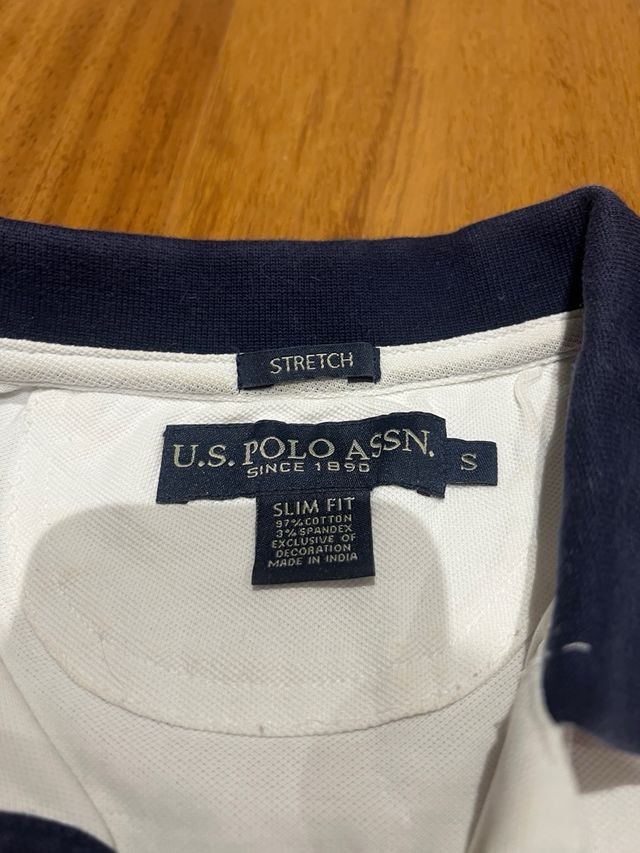 STRETCH
U.S. POLO ASSN.
SINCE 1890
S
SLIM FIT
97% COTTON
3% SPANDEX
EXCLUSIVE OF
DECORATION
MADE IN INDIA